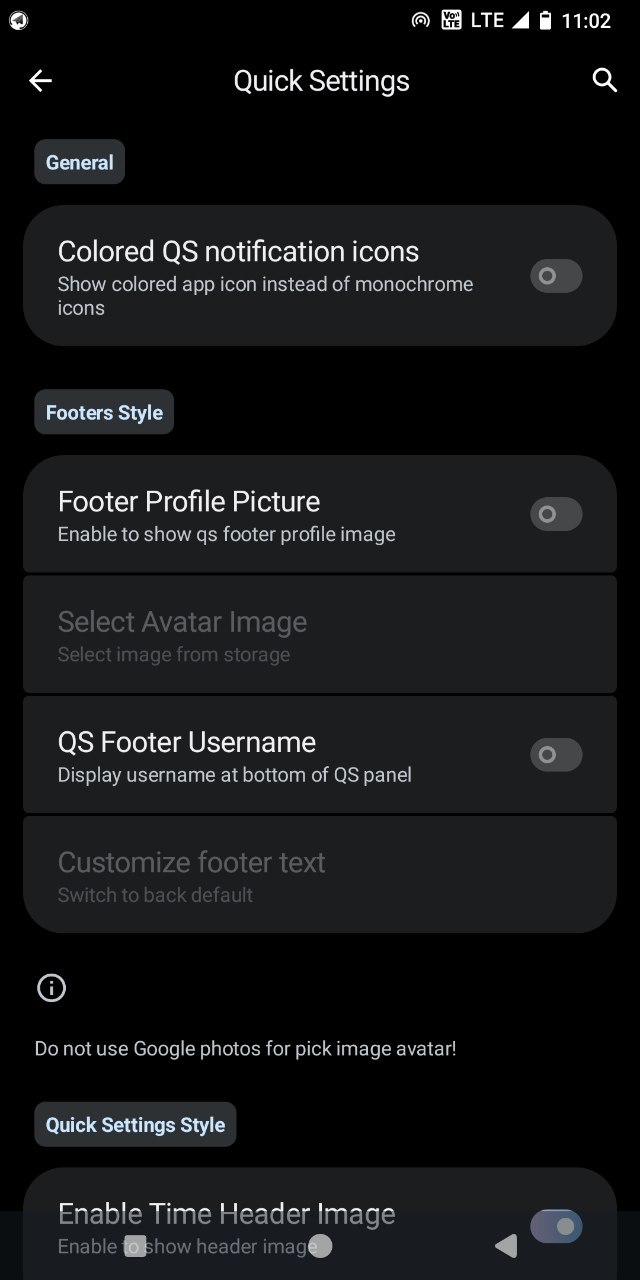 Vo))
LTE
LTE
11:02
Quick Settings
General
Colored QS notification icons
Show colored app icon instead of monochrome
icons
Footers Style
Footer Profile Picture
Enable to show qs footer profile image
Select Avatar Image
Select image from storage
QS Footer Username
Display username at bottom of QS panel
Customize footer text
Switch to back default
Do not use Google photos for pick image avatar!
Quick Settings Style
Enable Time Header Image
Enable to show header image